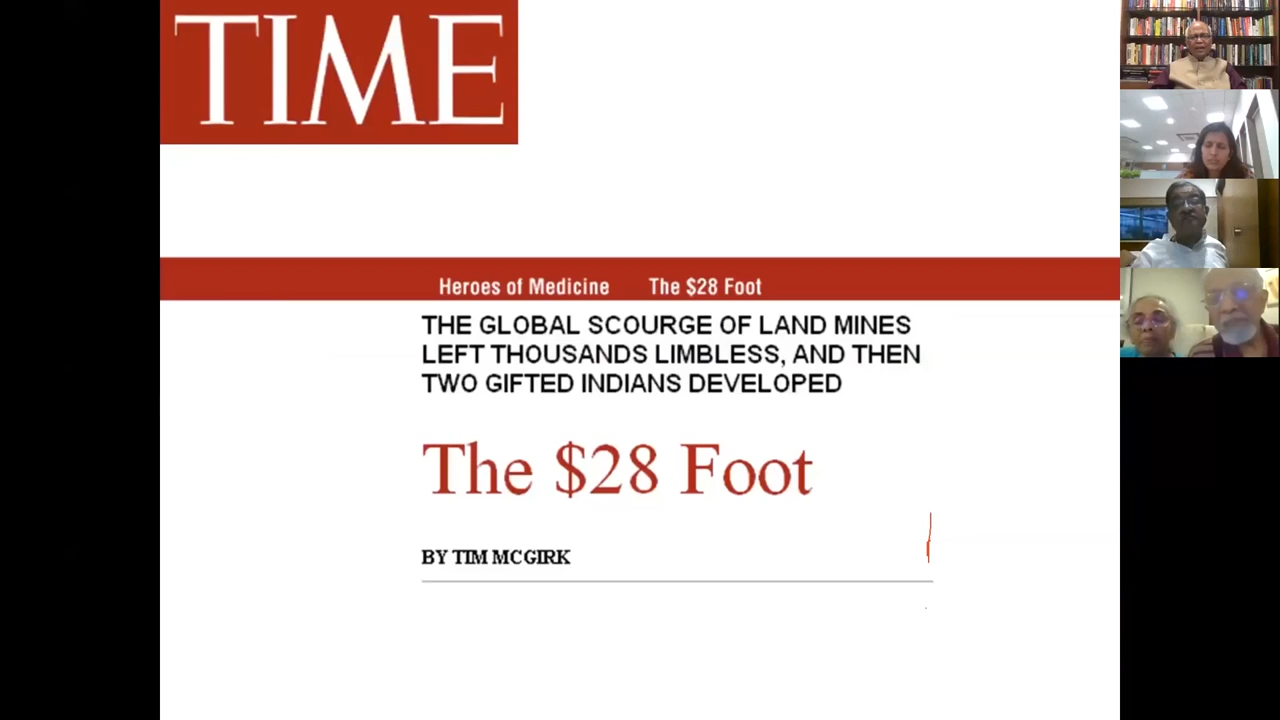 TIME
Heroes of Medicine The $28 Foot
THE GLOBAL SCOURGE OF LAND MINES
LEFT THOUSANDS LIMBLESS, AND THEN
TWO GIFTED INDIANS DEVELOPED
The $28 Foot
BY TIM MCGIRK